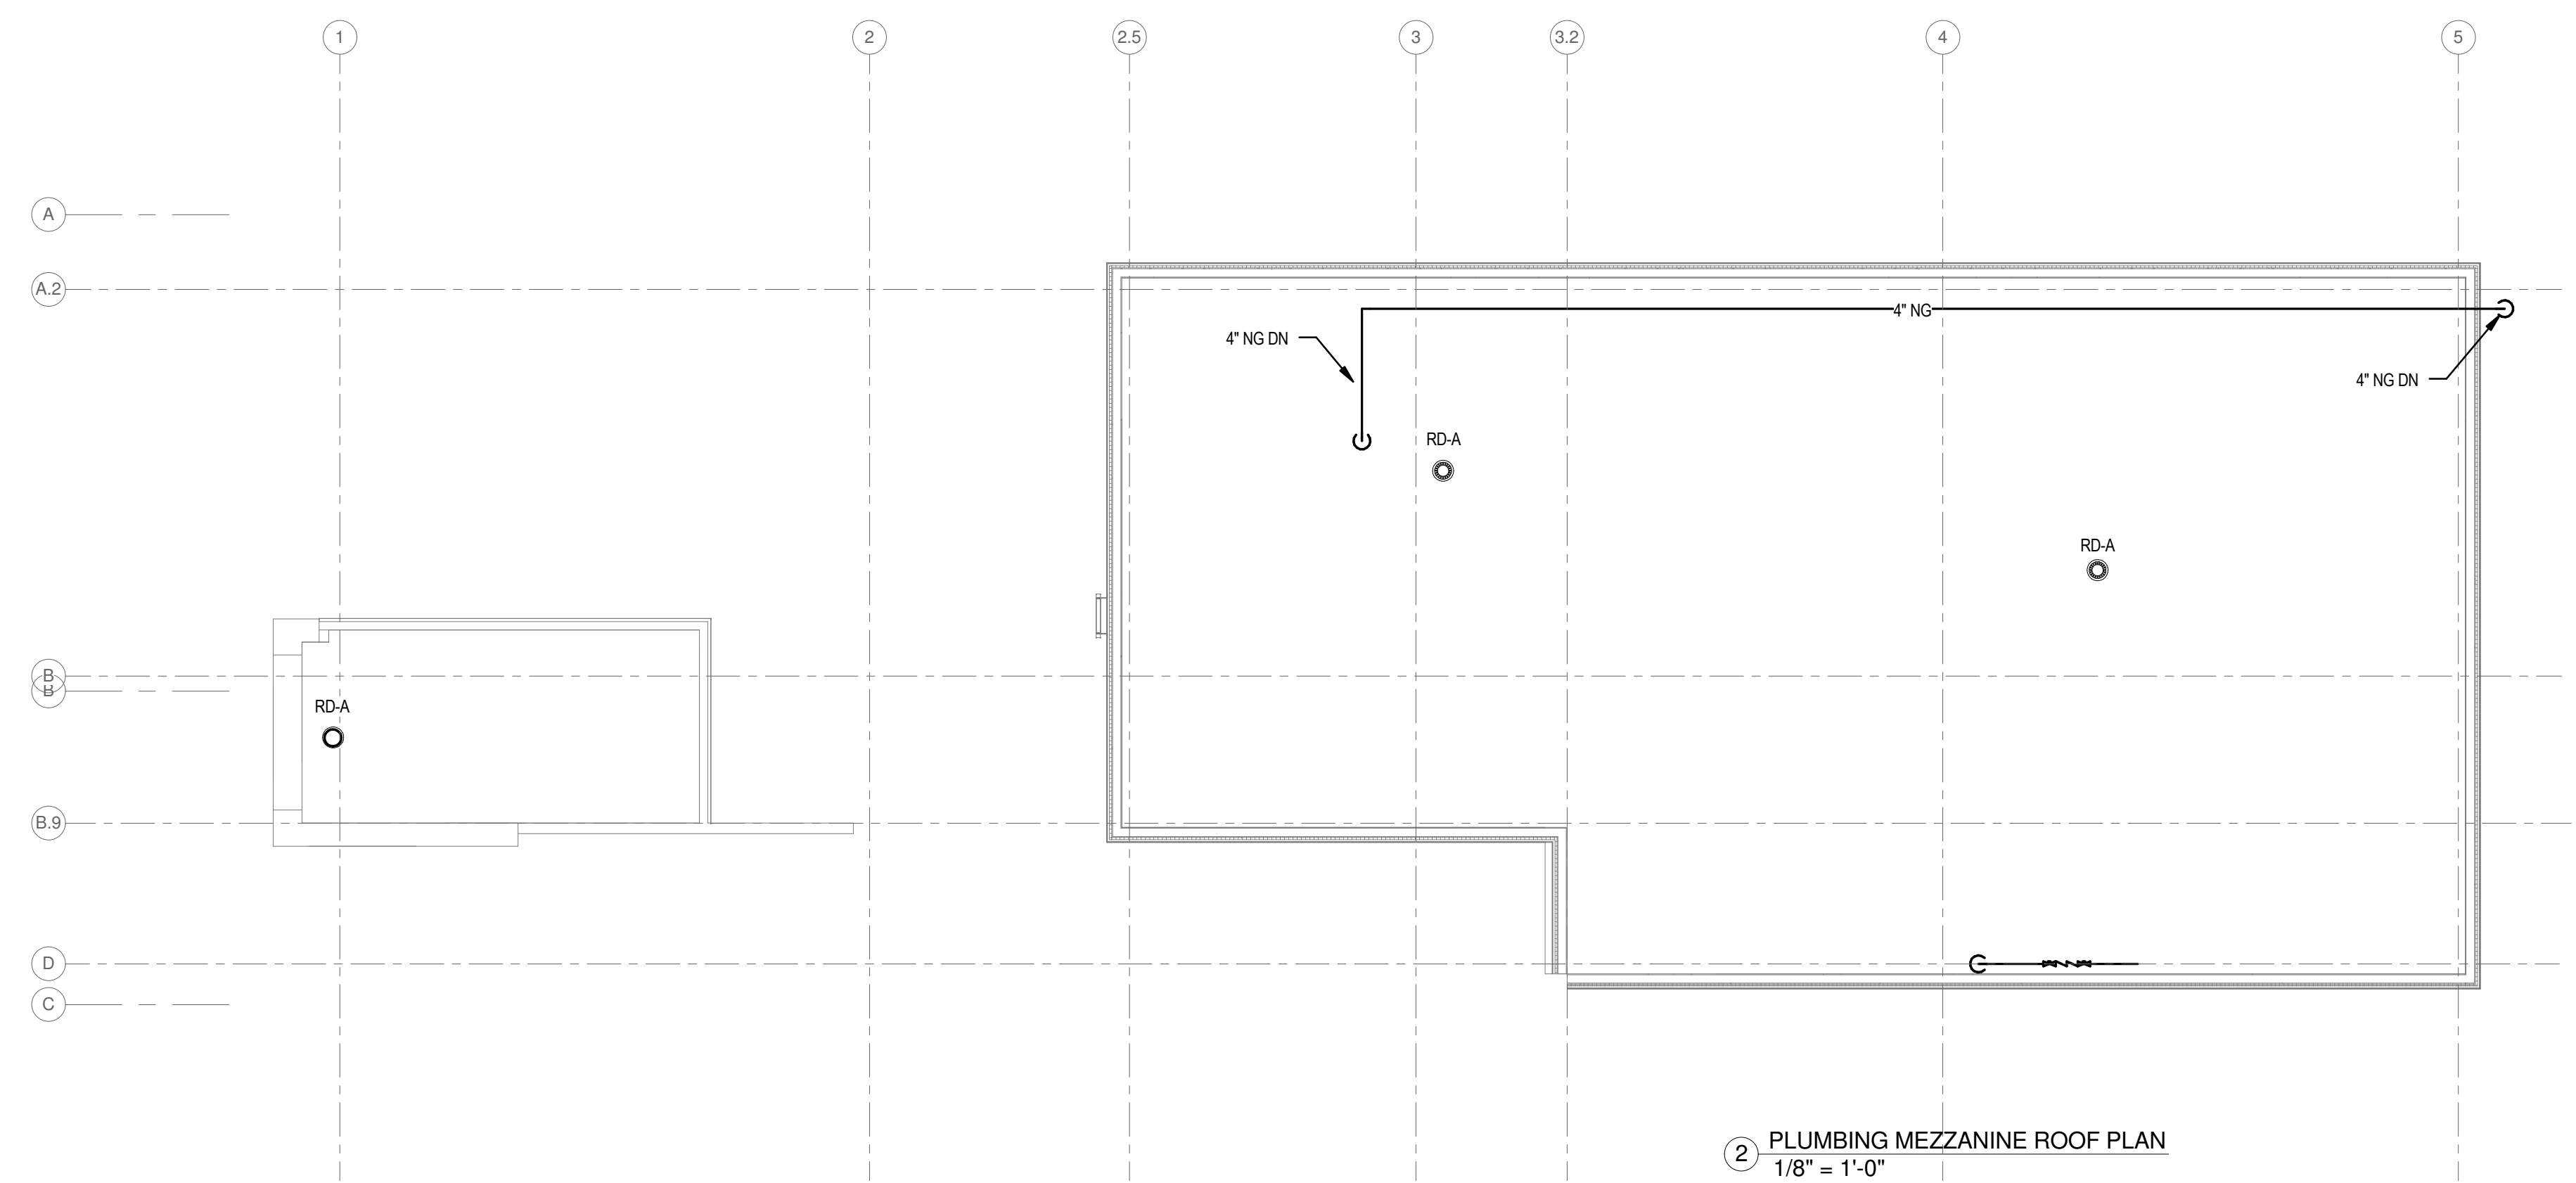 1
2
2.5
3
3.2
4
5
A
A.2
4" NG
4" NG DN
4" NG DN
RD-A
RD-A
B
B
RD-A
B.9
D
C
2
PLUMBING MEZZANINE ROOF PLAN
1/8" = 1'-0"